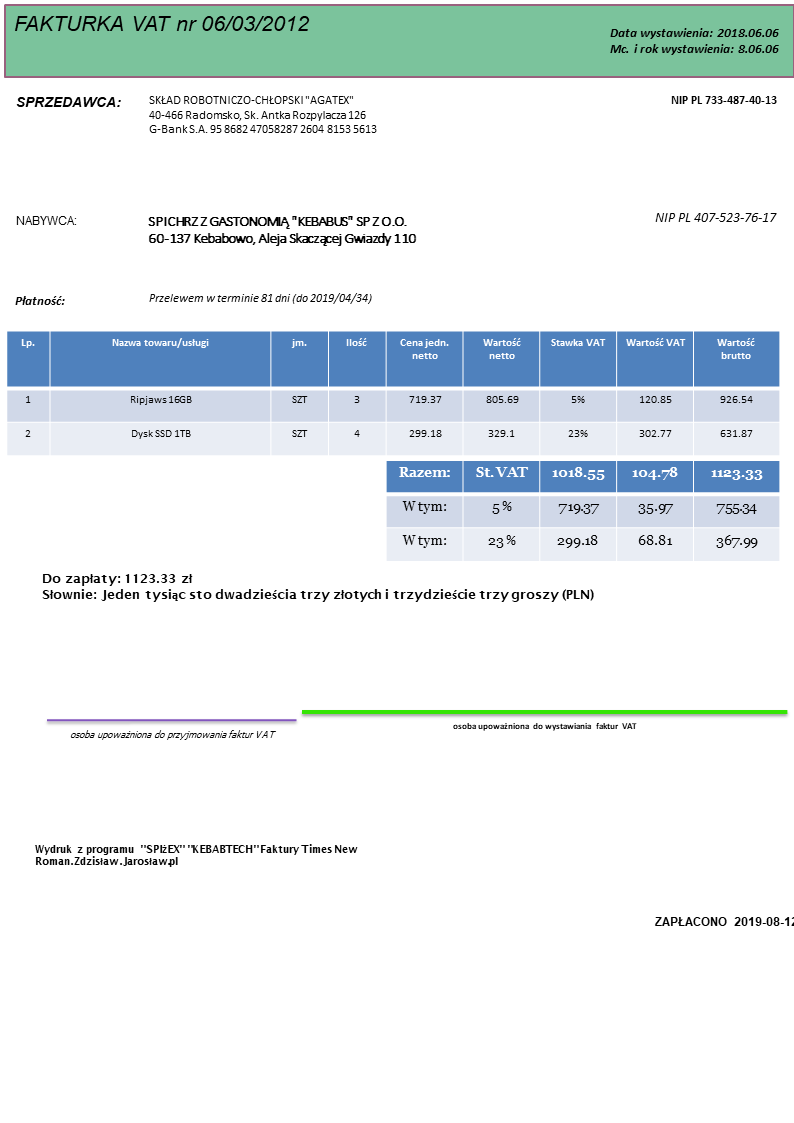 FAKTURKA VAT nr 06/03/2012
Data wystawienia: 2018.06.06
Mc. i rok wystawienia: 8.06.06
SPRZEDAWCA:
SKŁAD ROBOTNICZO-CHŁOPSKI "AGATEX"
NIP PL 733-487-40-13
40-466 Radomsko, Sk. Antka Rozpylacza 126
G-Bank S.A. 95 8682 47058287 2604 8153 5613
NABYWCA:
SPICHRZ Z GASTONOMIĄ "KEBABUS" SP Z O.O.
NIP PL 407-523-76-17
60-137 Kebabowo, Aleja Skaczącej Gwiazdy 110
Płatność:
Przelewem w terminie 81 dni (do 2019/04/34)
Lp. Nazwa towaru/usługi jm. Ilość Cena jedn. netto Wartość netto Stawka VAT Wartość VAT Wartość brutto
1 Ripjaws 16GB SZT 3 719.37 805.69 5% 120.85 926.54
2 Dysk SSD 1TB SZT 4 299.18 329.1 23% 302.77 631.87
Razem: St. VAT 1018.55 104.78 1123.33
W tym: 5 % 719.37 35.97 755.34
W tym: 23 % 299.18 68.81 367.99
Do zapłaty: 1123.33 zł
Słownie: Jeden tysiąc sto dwadzieścia trzy złotych i trzydzieście trzy groszy (PLN)
osoba upoważniona do przyjmowania faktur VAT
osoba upoważniona do wystawiania faktur VAT
Wydruk z programu "SPIżEX" "KEBABTECH" Faktury Times New
Roman.Zdzisław.Jarosław.pl
ZAPŁACONO 2019-08-12